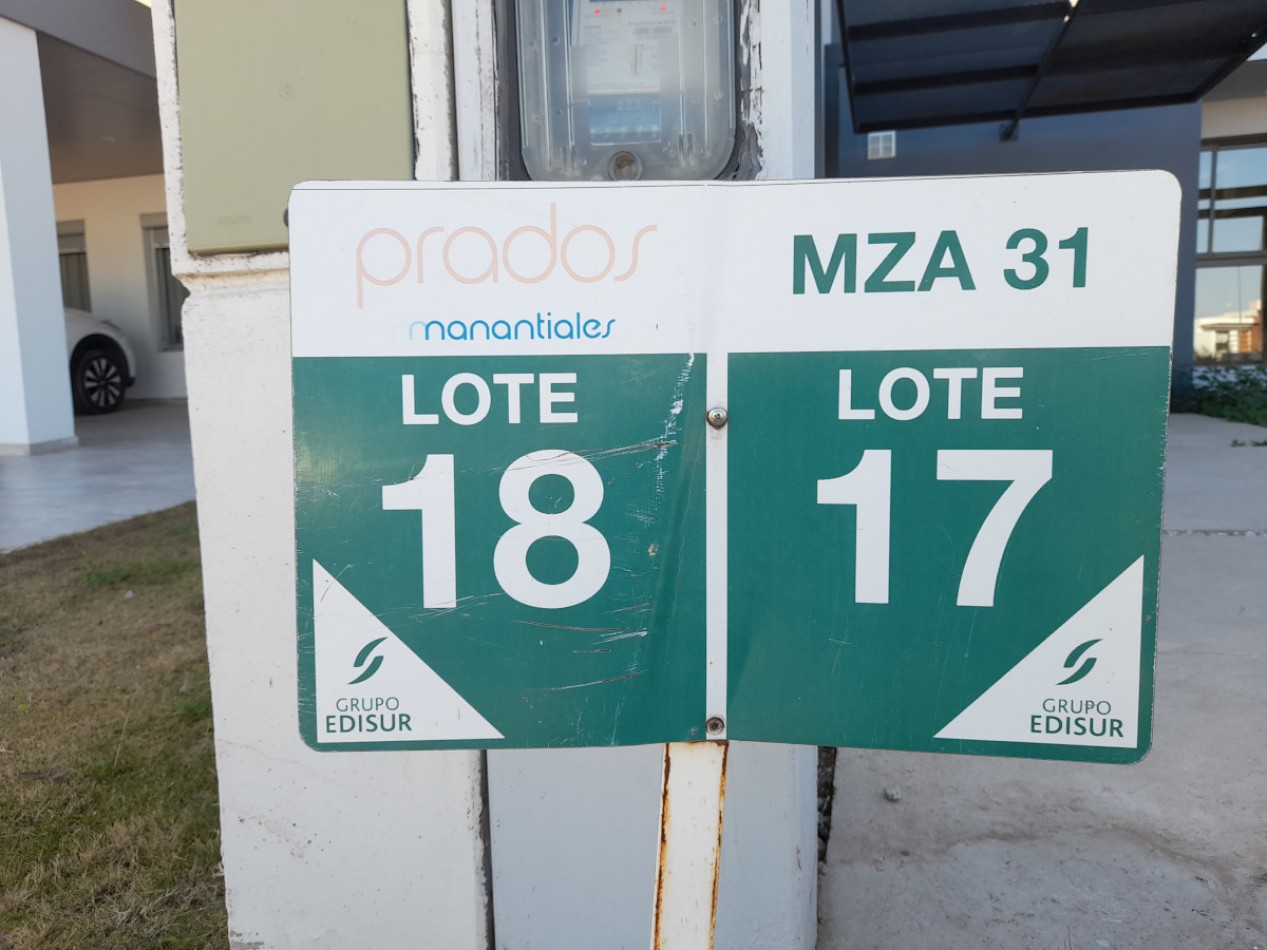 prados
manantiales
MZA 31
LOTE
18
LOTE
17
GRUPO
EDISUR
GRUPO
EDISUR